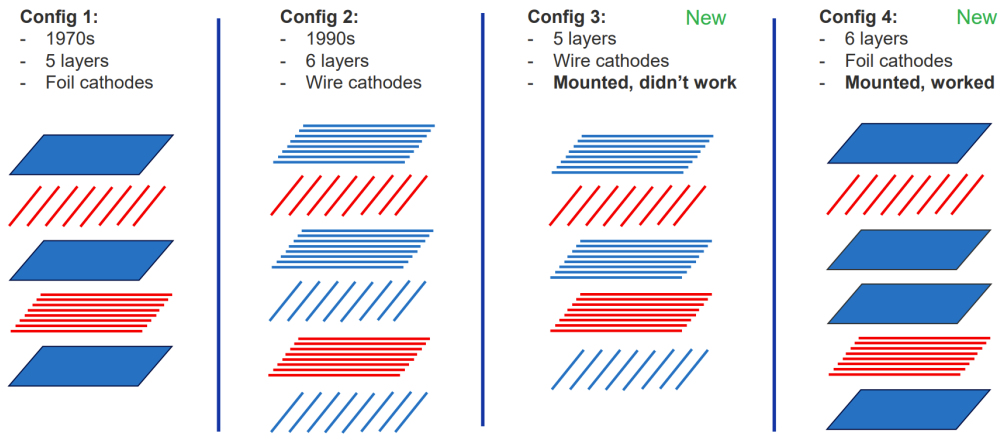 Config 1:
- 1970s
- 5 layers
- Foil cathodes
Config 2:
- 1990s
- 6 layers
- Wire cathodes
Config 3: New
- 5 layers
- Wire cathodes
- Mounted, didn't work
Config 4: New
- 6 layers
- Foil cathodes
- Mounted, worked